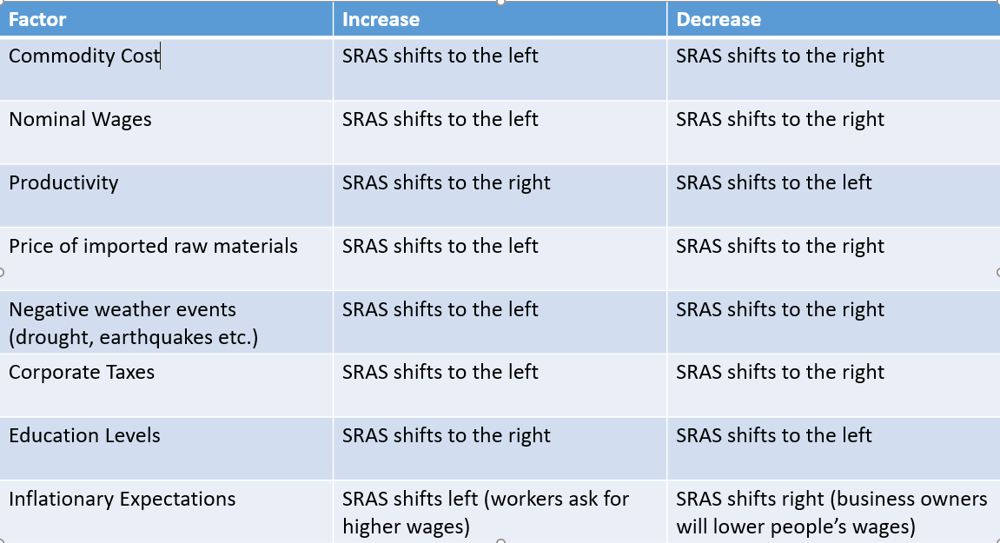 Factor Increase Decrease
Commodity Cost SRAS shifts to the left SRAS shifts to the right
Nominal Wages SRAS shifts to the left SRAS shifts to the right
Productivity SRAS shifts to the right SRAS shifts to the left
Price of imported raw materials SRAS shifts to the left SRAS shifts to the right
Negative weather events SRAS shifts to the left SRAS shifts to the right
(drought, earthquakes etc.)
Corporate Taxes SRAS shifts to the left SRAS shifts to the right
Education Levels SRAS shifts to the right SRAS shifts to the left
Inflationary Expectations SRAS shifts left (workers ask for SRAS shifts right (business owners
higher wages) will lower people’s wages)